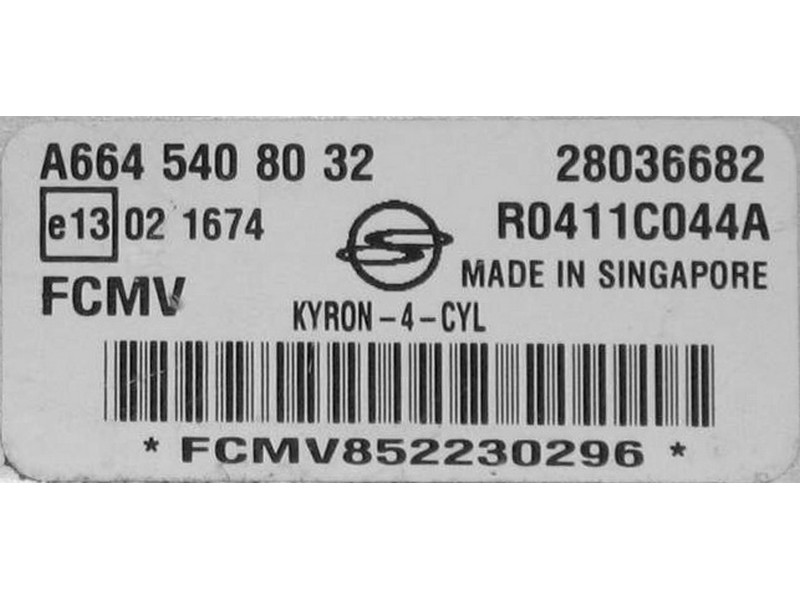 A664 540 80 32 28036682
e13 02 1674 R0411C044A
MADE IN SINGAPORE
FCMV
KYRON-4-CYL
* FCMV852230296 *